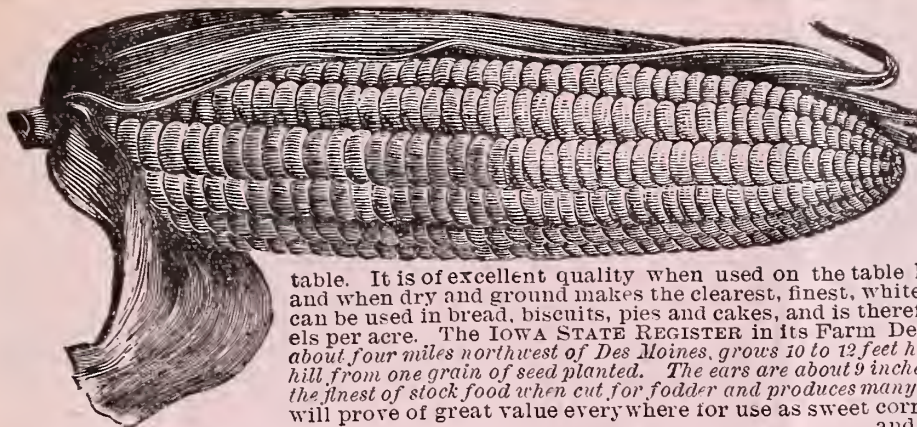 table. It is of excellent quality when used on the table
and when dry and ground makes the clearest, finest, white
can be used in bread, biscuits, pies and cakes, and is theref
els per acre. The IOWA STATE REGISTER in its Farm De
about four miles northwest of Des Moines, grows 10 to 12 feet h
hill from one grain of seed planted. The ears are about 9 inche
the finest of stock food when cut for fodder and produces many
will prove of great value everywhere for use as sweet corn
and